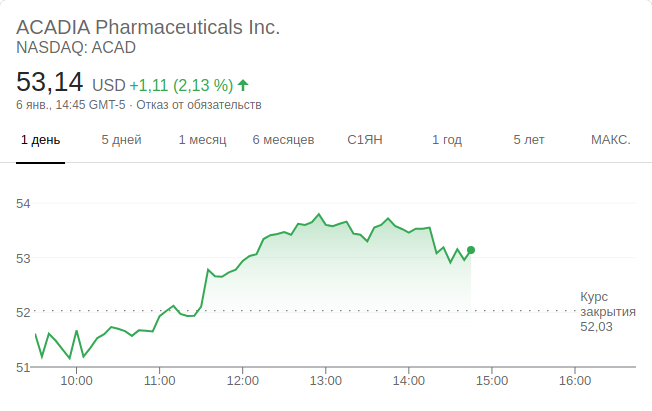 ACADIA Pharmaceuticals Inc.
NASDAQ: ACAD
53,14 USD +1,11 (2,13 %)
6 янв., 14:45 GMT-5 · Отказ от обязательств
1 день 5 дней 1 месяц 6 месяцев С1ЯН 1 год 5 лет МАКС.
54
53
52
51
Курс
закрытия
52,03
10:00 11:00 12:00 13:00 14:00 15:00 16:00